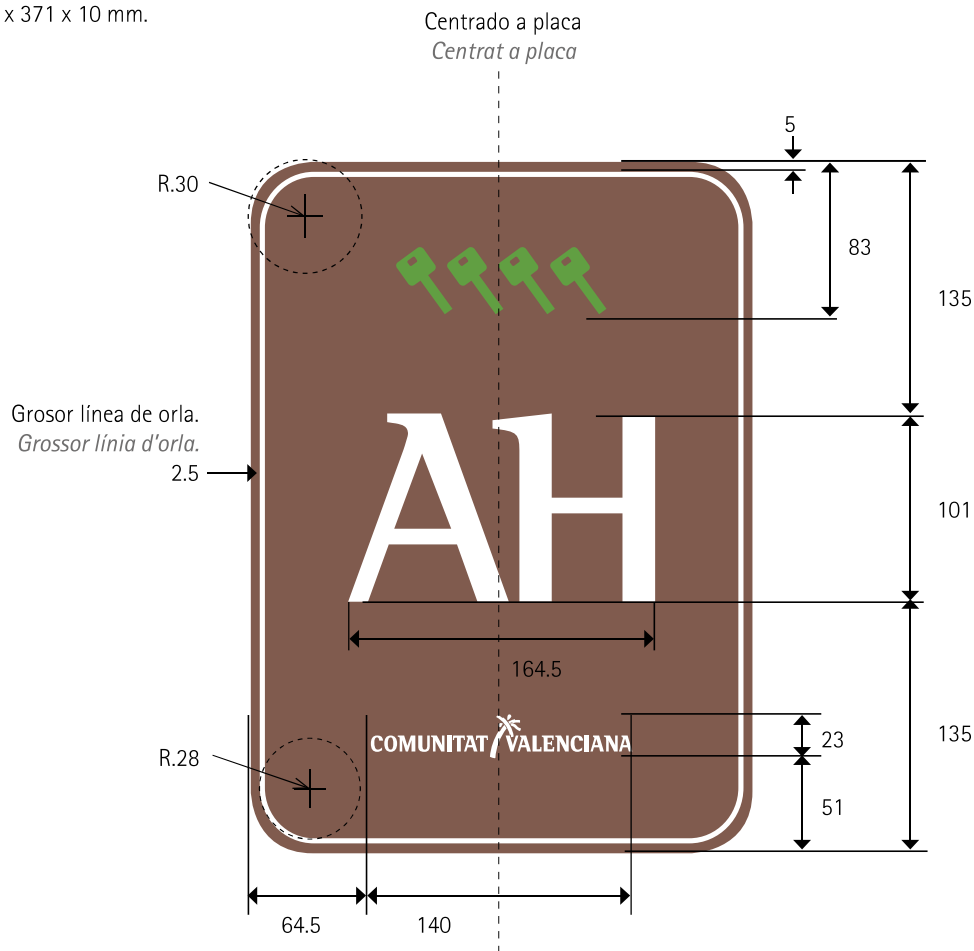 x 371 x 10 mm.
Centrado a placa
Centrat a placa
5
R.30
83
135
Grosor línea de orla.
Grossor línia d'orla.
2.5
AH
101
164.5
COMUNITAT VALENCIANA
R.28
23
135
51
64.5
140